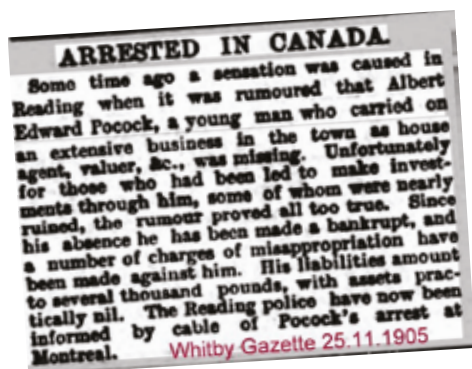 ARRESTED IN CANADA.
Some time ago a sensation was caused in
Reading when it was rumoured that Albert
Edward Pocock, a young man who carried on
an extensive business in the town as house
agent, valuer, &c., was missing. Unfortunately
for those who had been led to make invest-
ments through him, some of whom were nearly
ruined, the rumour proved all too true. Since
his absence he has been made a bankrupt, and
a number of charges of misappropriation have
been made against him. His liabilities amount
to several thousand pounds, with assets prac-
tically nil. The Reading police have now been
informed by cable of Pocock's arrest at
Montreal.
Whitby Gazette 25.11.1905